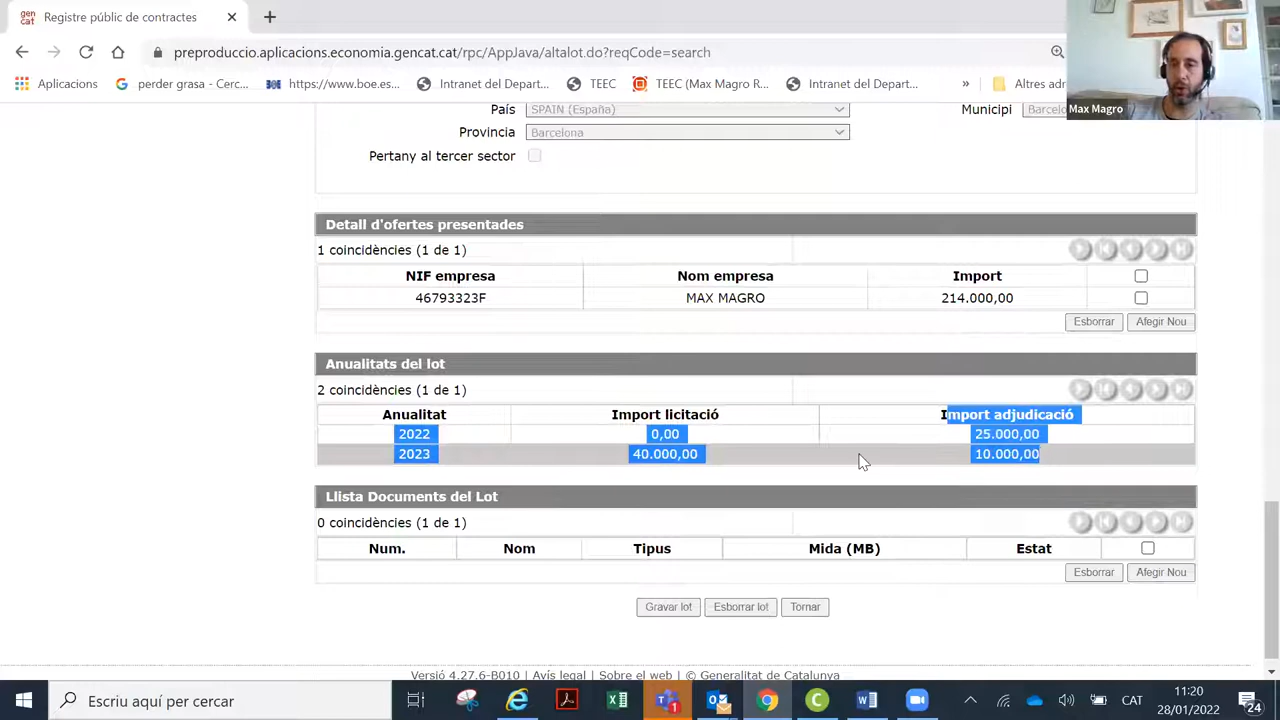 gen
cat
Registre públic de contractes
preproduccio.aplicacions.economia.gencat.cat/rpc/AppJava/altalot.do?reqCode=search
Aplicacions
perder grasa - Cerc...
https://www.boe.es...
Intranet del Depart...
TEEC
TEEC (Max Magro R...
Intranet del Depart...
»
Altres adr
Max Magro
País SPAIN (España) Municipi Barcelo
Provincia Barcelona
Pertany al tercer sector
Detall d'ofertes presentades
1 coincidències (1 de 1)
NIF empresa Nom empresa Import
46793323F MAX MAGRO 214.000,00
Esborrar Afegir Nou
Anualitats del lot
2 coincidències (1 de 1)
Anualitat Import licitació Import adjudicació
2022 0,00 25.000,00
2023 40.000,00 10.000,00
Llista Documents del Lot
0 coincidències (1 de 1)
Num. Nom Tipus Mida (MB) Estat
Esborrar Afegir Nou
Gravar lot Esborrar lot Tornar
Versió 4.27.6-B010 | Avís legal | Sobre el web | © Generalitat de Catalunya
Escriu aquí per cercar
CAT
11:20
28/01/2022
24